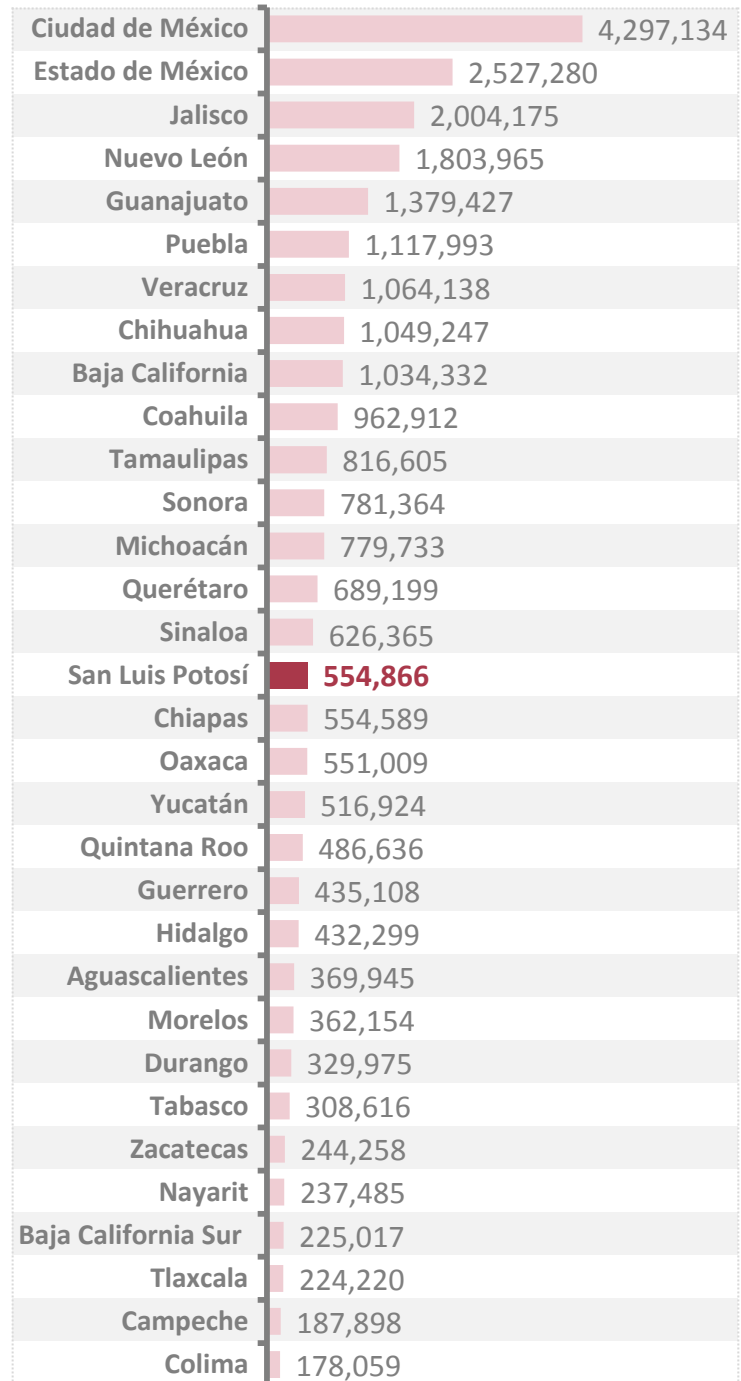 Ciudad de México 4,297,134
Estado de México 2,527,280
Jalisco 2,004,175
Nuevo León 1,803,965
Guanajuato 1,379,427
Puebla 1,117,993
Veracruz 1,064,138
Chihuahua 1,049,247
Baja California 1,034,332
Coahuila 962,912
Tamaulipas 816,605
Sonora 781,364
Michoacán 779,733
Querétaro 689,199
Sinaloa 626,365
San Luis Potosí 554,866
Chiapas 554,589
Oaxaca 551,009
Yucatán 516,924
Quintana Roo 486,636
Guerrero 435,108
Hidalgo 432,299
Aguascalientes 369,945
Morelos 362,154
Durango 329,975
Tabasco 308,616
Zacatecas 244,258
Nayarit 237,485
Baja California Sur 225,017
Tlaxcala 224,220
Campeche 187,898
Colima 178,059